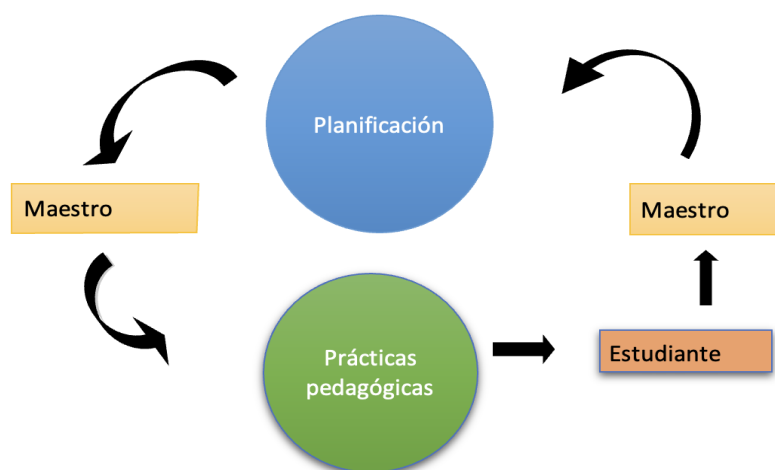 Planificación
Maestro
Maestro
Prácticas
pedagógicas
Estudiante